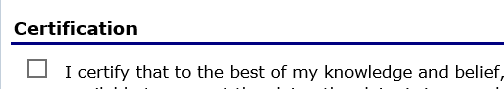 Certification
I certify that to the best of my knowledge and belief,